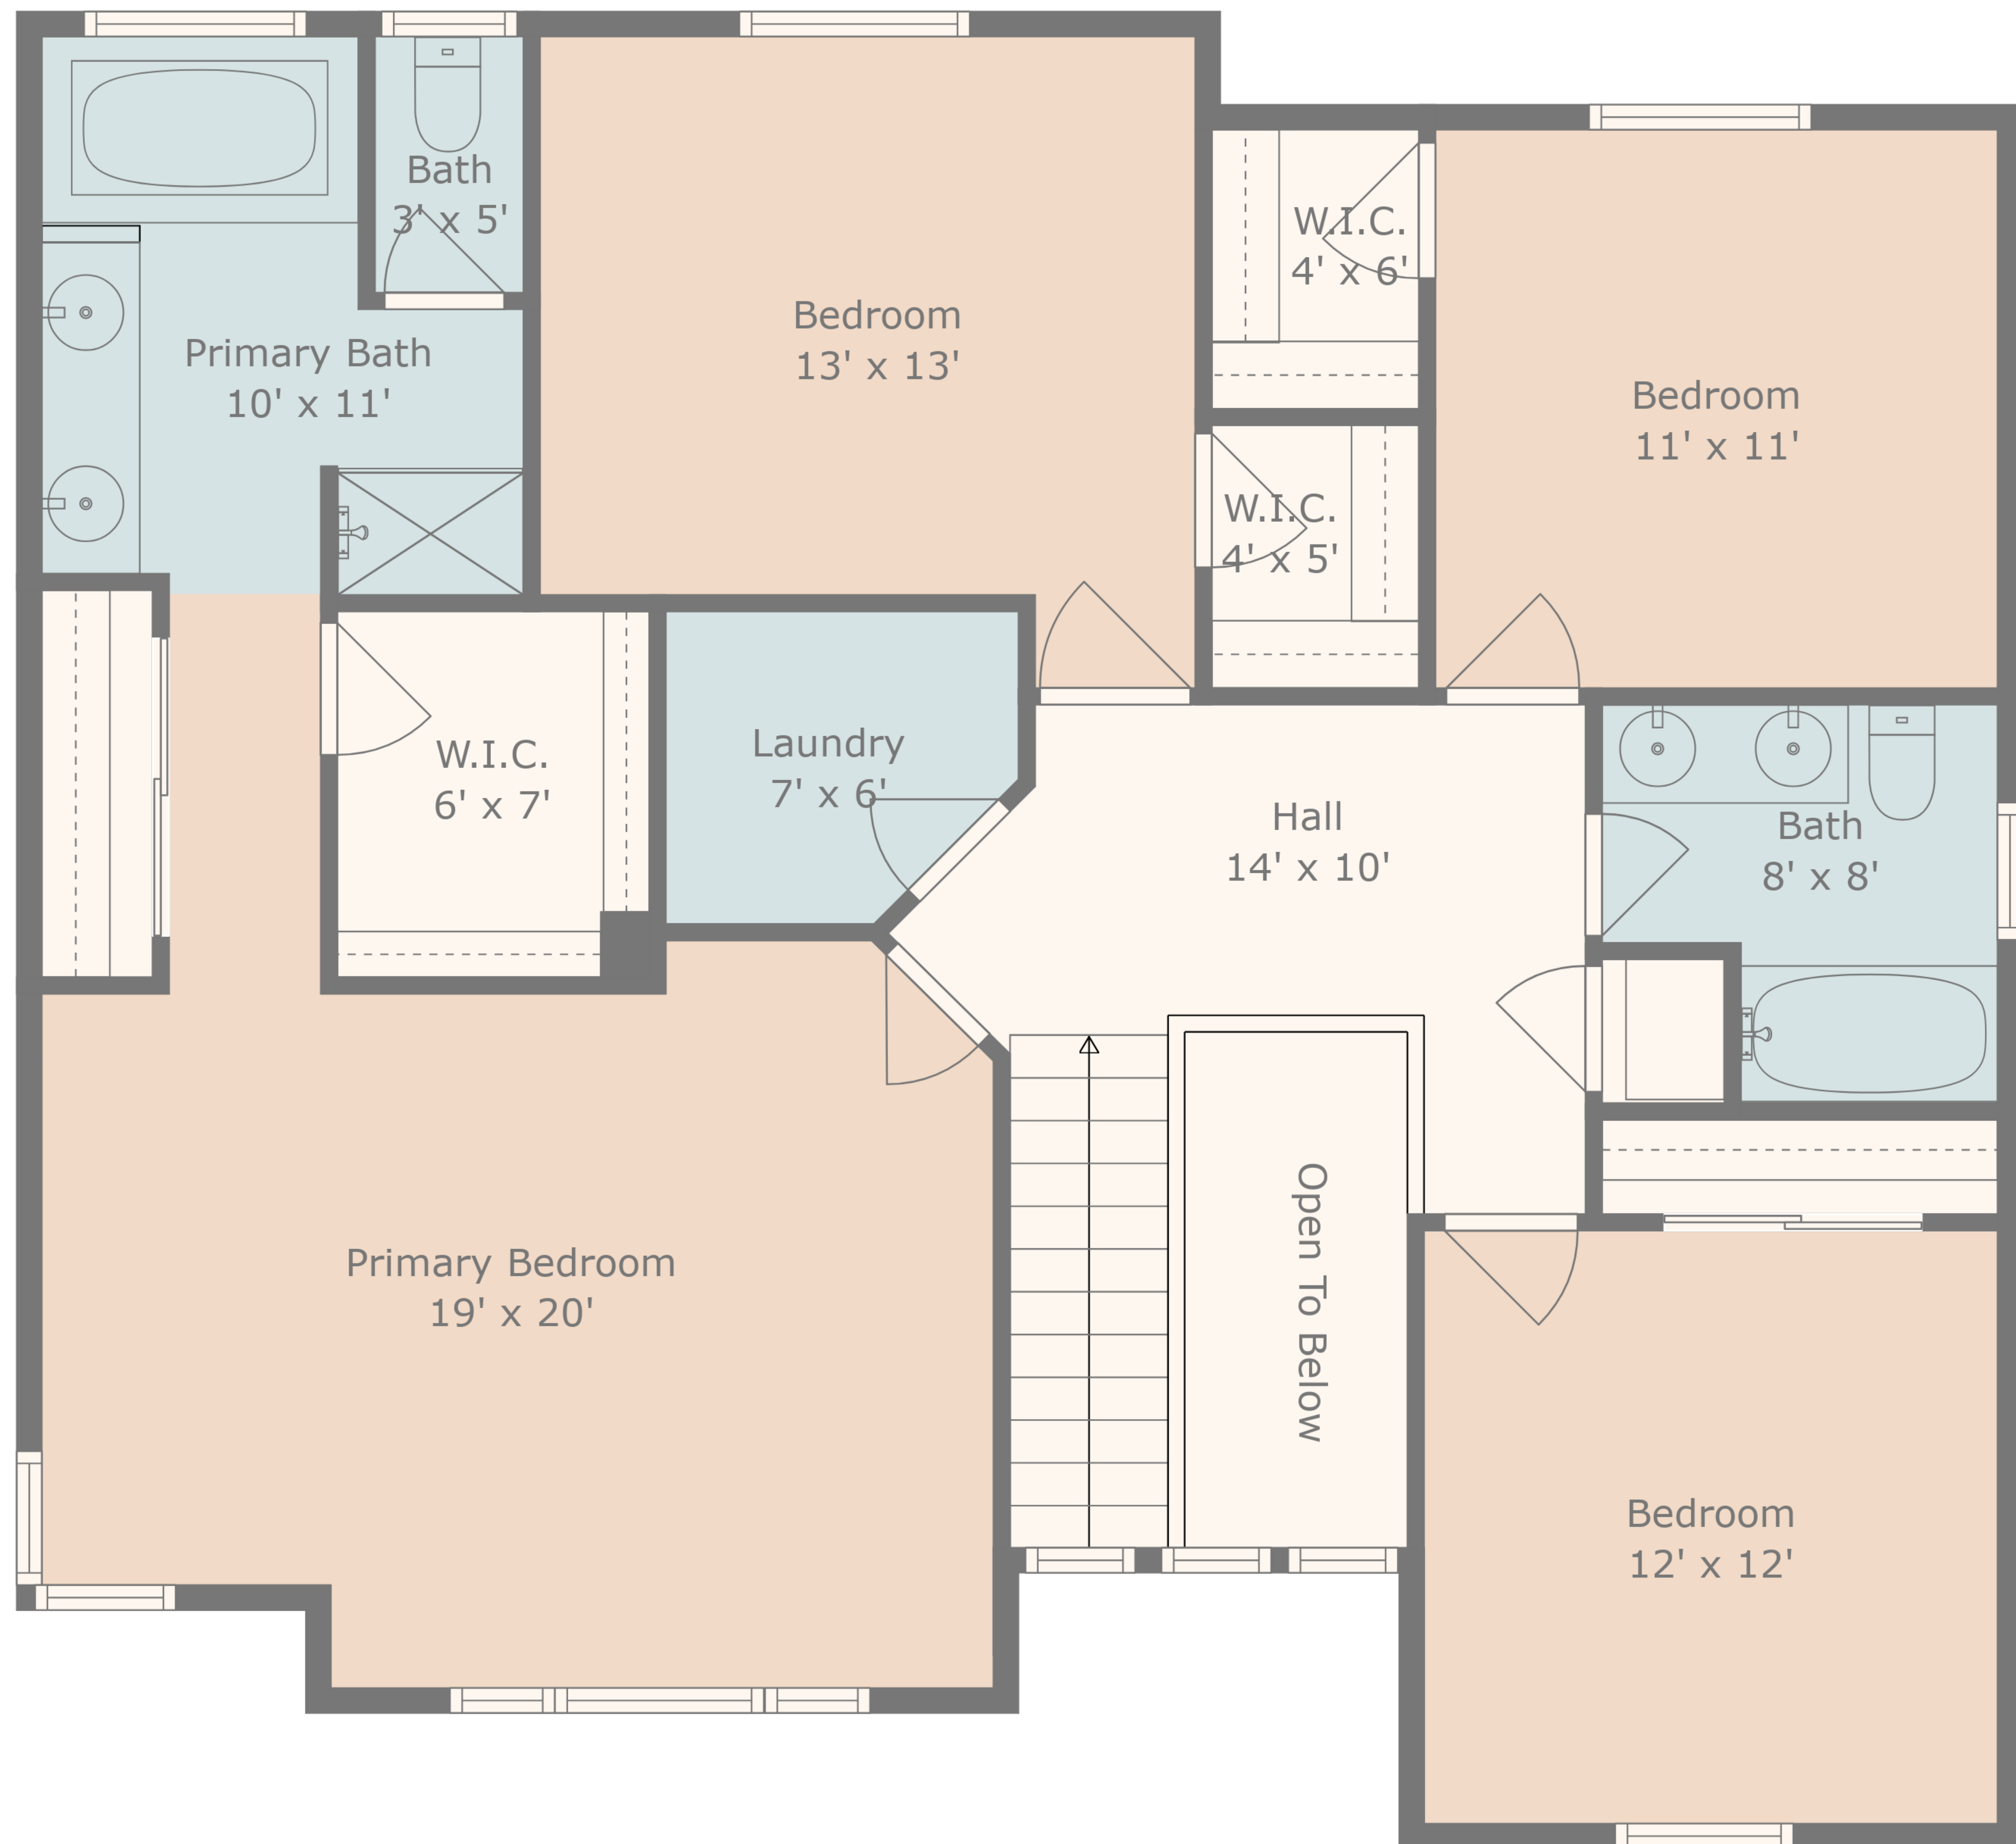 Bath
3' x 5'
Primary Bath
10' x 11'
Bedroom
13' x 13'
W.I.C.
4' x 6'
Bedroom
11' x 11'
W.I.C.
4' x 5'
W.I.C.
6' x 7'
Laundry
7' x 6'
Hall
14' x 10'
Bath
8' x 8'
Primary Bedroom
19' x 20'
Open To Below
Bedroom
12' x 12'